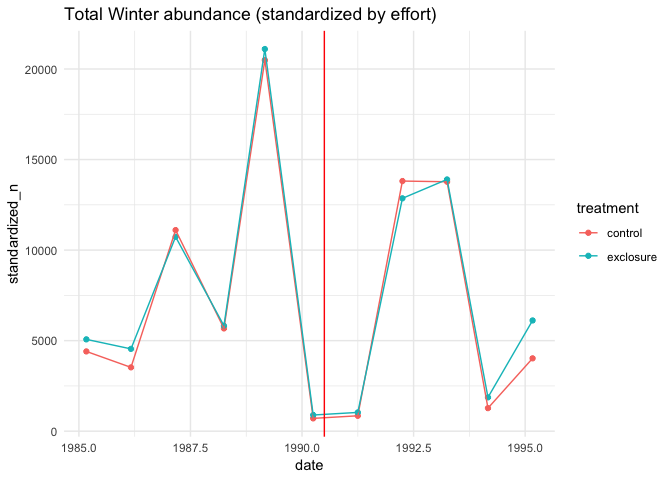 Total Winter abundance (standardized by effort)
20000
15000
10000
5000
0
standardized_n
1985.0 1987.5 1990.0 1992.5 1995.0
date
treatment
control
exclosure